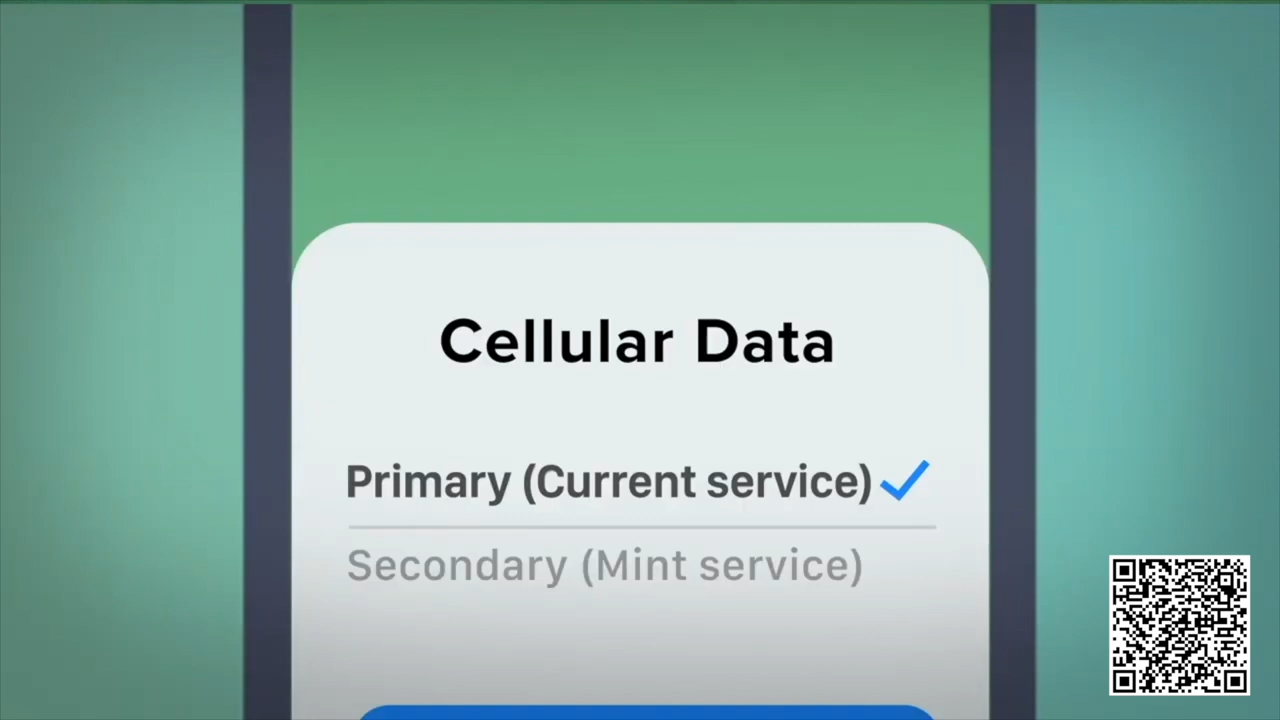 Cellular Data
Primary (Current service)
Secondary (Mint service)